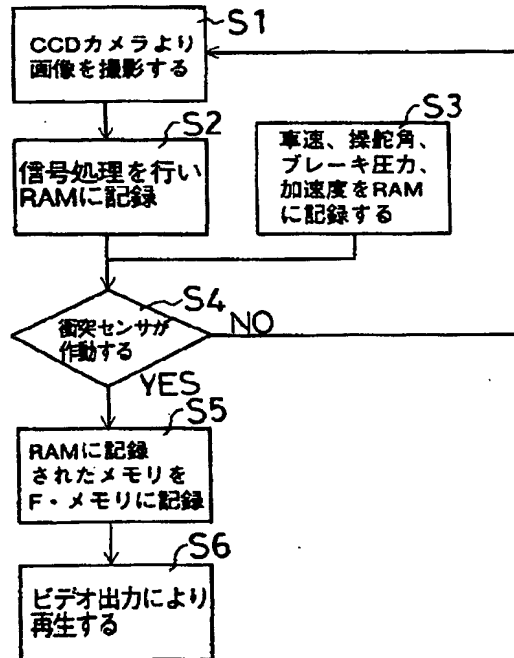 S1
CCDカメラより
画像を撮影する
S2
信号処理を行い
RAMに記録
S3
車速、操舵角、
ブレーキ圧力、
加速度をRAM
に記録する
S4
衝突センサが
作動する
NO
YES
S5
RAMに記録
されたメモリを
F・メモリに記録
S6
ビデオ出力により
再生する